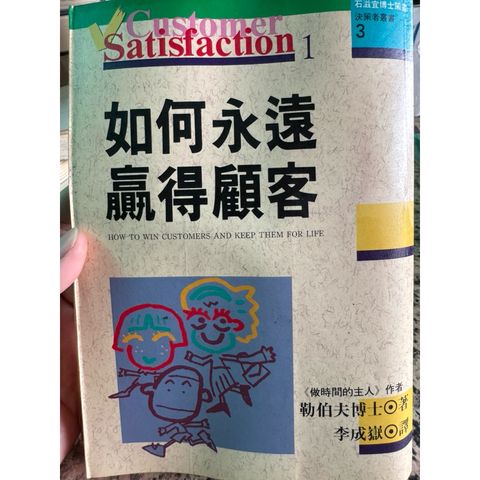 Customer
Satisfaction 1
石滋宜博士策畫
決策者叢書
3
如何永遠
贏得顧客
HOW TO WIN CUSTOMERS AND KEEP THEM FOR LIFE
《做時間的主人》作者
勒伯夫博士⊙著
李成嶽⊙譯